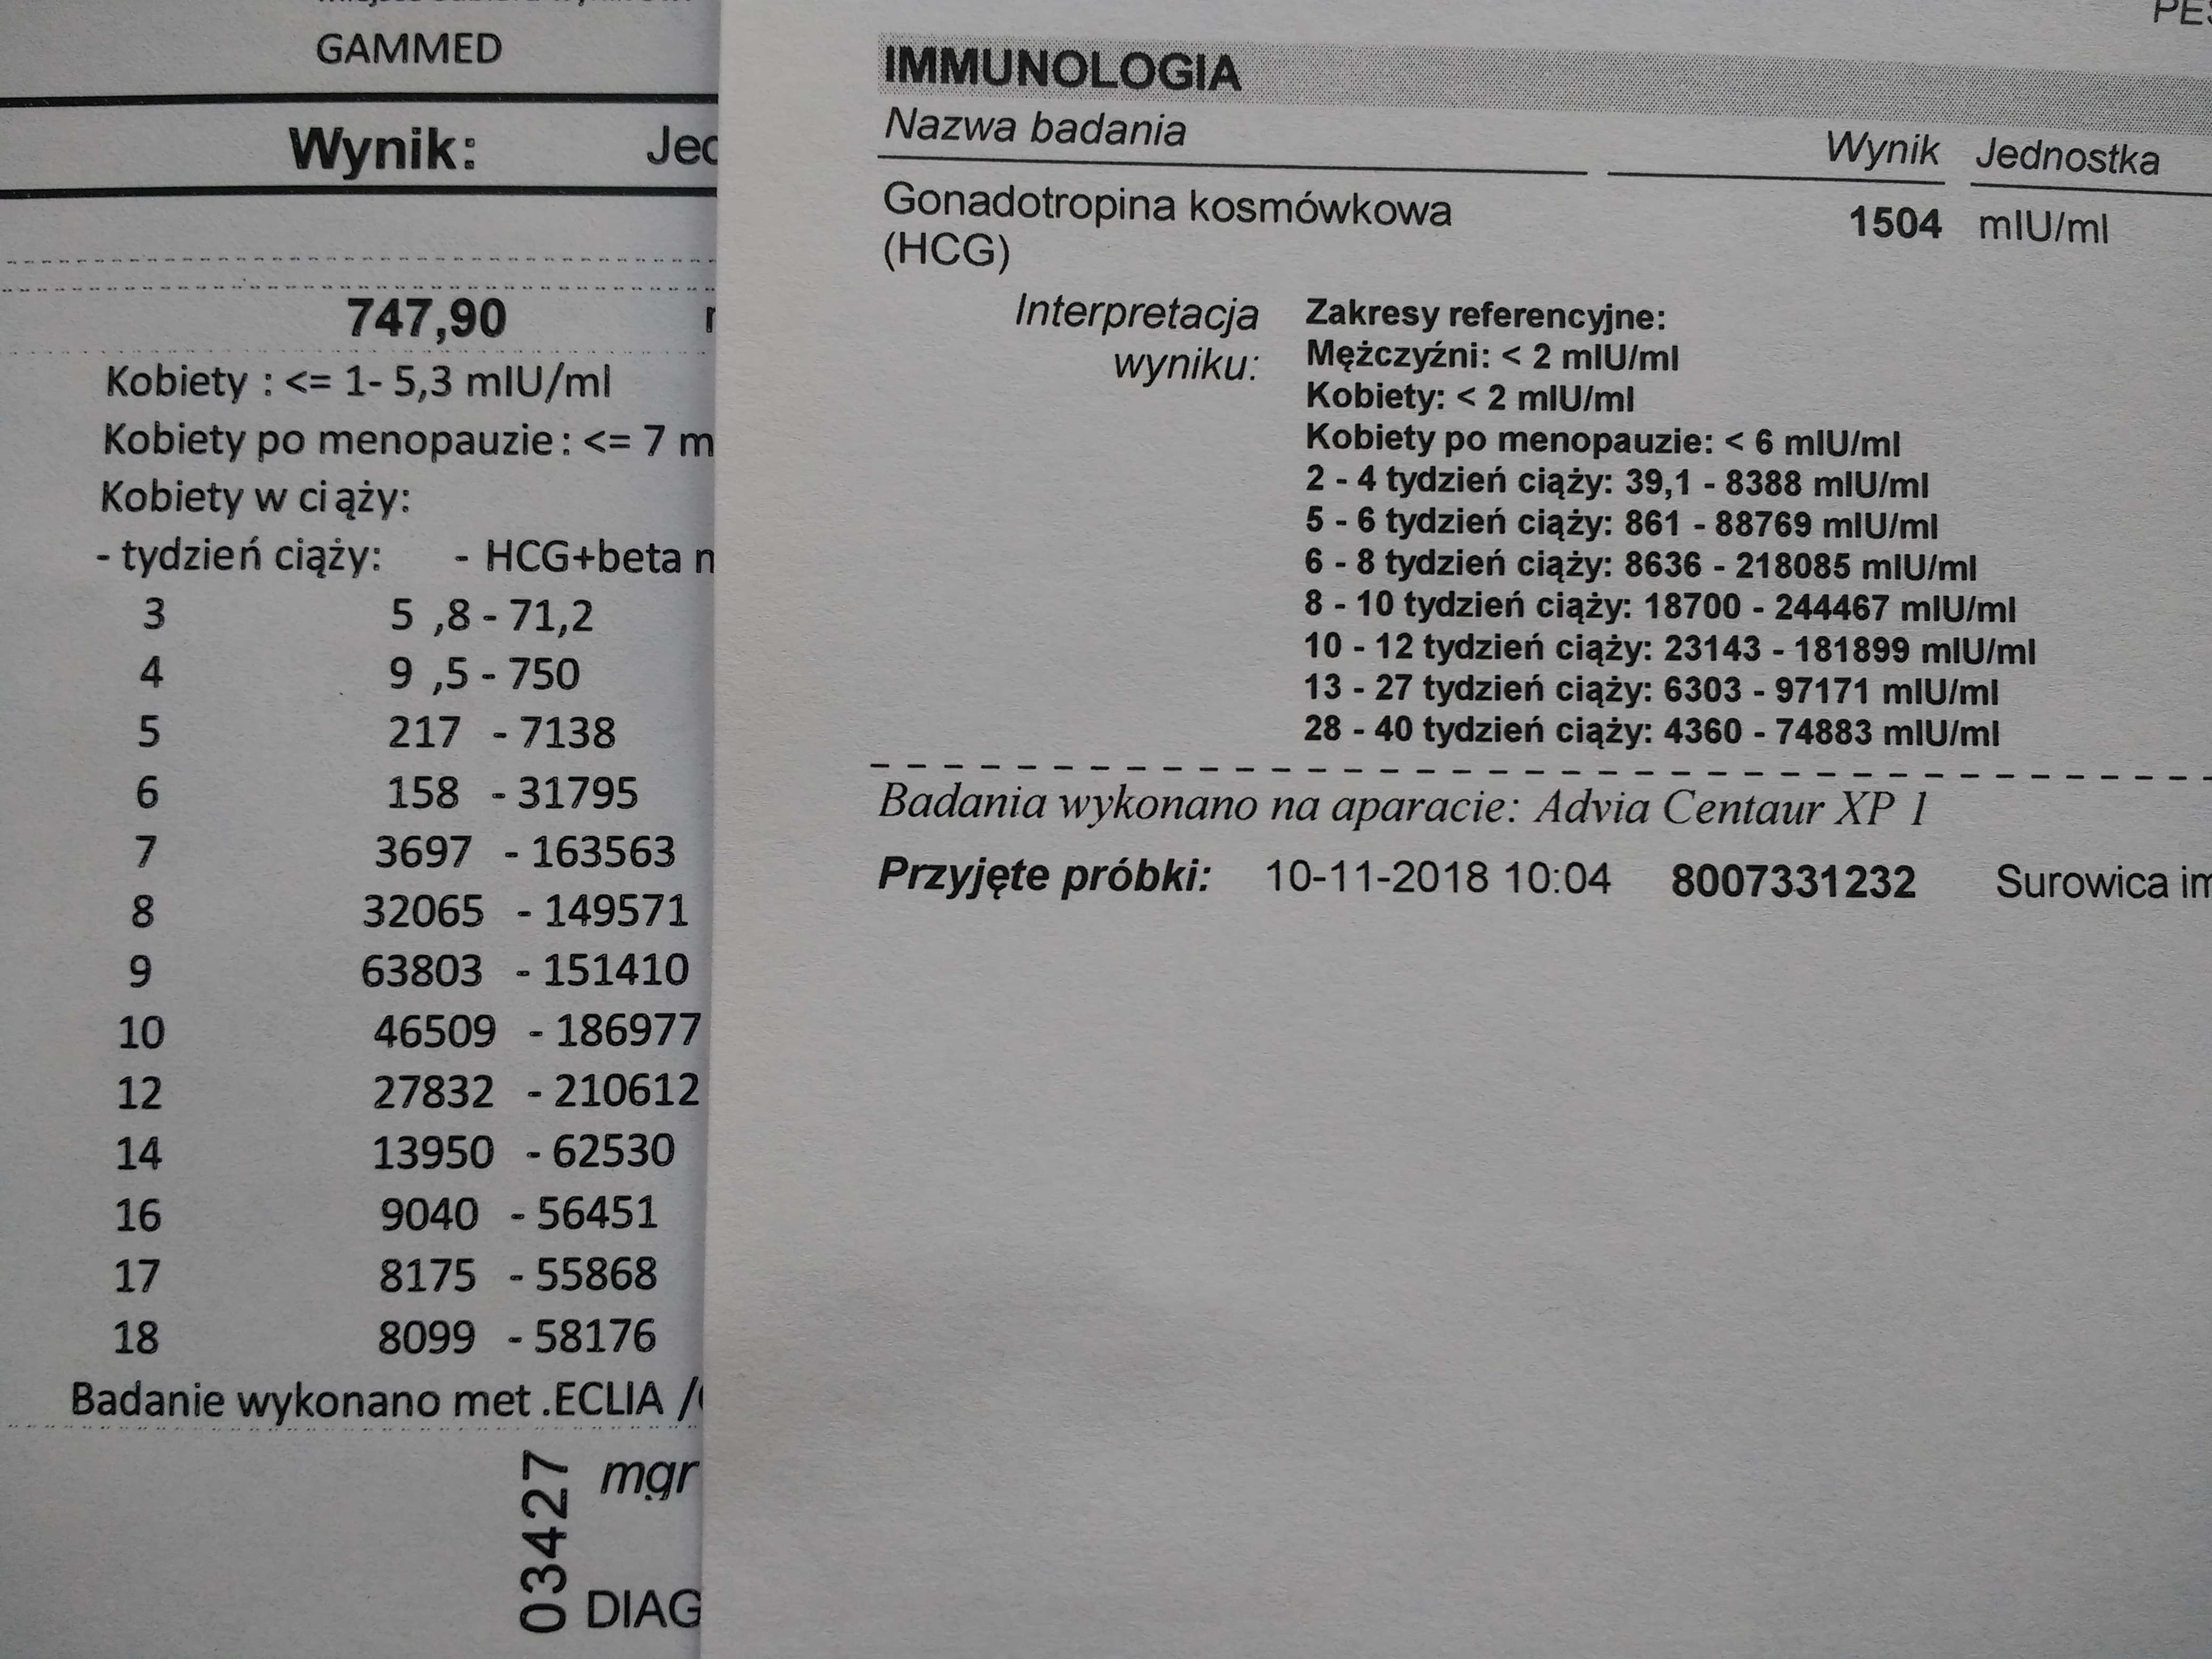 GAMMED
Wynik: Jed
747,90
Kobiety : <= 1- 5,3 mIU/ml
Kobiety po menopauzie : <= 7 m
Kobiety w ciąży:
- tydzień ciąży: - HCG+beta m
3 5 ,8 - 71,2
4 9 ,5 - 750
5 217 - 7138
6 158 - 31795
7 3697 - 163563
8 32065 - 149571
9 63803 - 151410
10 46509 - 186977
12 27832 - 210612
14 13950 - 62530
16 9040 - 56451
17 8175 - 55868
18 8099 - 58176
Badanie wykonano met .ECLIA /
03427
mgr
DIAG
PES
IMMUNOLOGIA
Nazwa badania Wynik Jednostka
Gonadotropina kosmówkowa 1504 mIU/ml
(HCG)
Interpretacja wyniku:
Zakresy referencyjne:
Mężczyźni: < 2 mIU/ml
Kobiety: < 2 mIU/ml
Kobiety po menopauzie: < 6 mIU/ml
2 - 4 tydzień ciąży: 39,1 - 8388 mIU/ml
5 - 6 tydzień ciąży: 861 - 88769 mIU/ml
6 - 8 tydzień ciąży: 8636 - 218085 mIU/ml
8 - 10 tydzień ciąży: 18700 - 244467 mIU/ml
10 - 12 tydzień ciąży: 23143 - 181899 mIU/ml
13 - 27 tydzień ciąży: 6303 - 97171 mIU/ml
28 - 40 tydzień ciąży: 4360 - 74883 mIU/ml
Badania wykonano na aparacie: Advia Centaur XP 1
Przyjęte próbki: 10-11-2018 10:04 8007331232 Surowica im